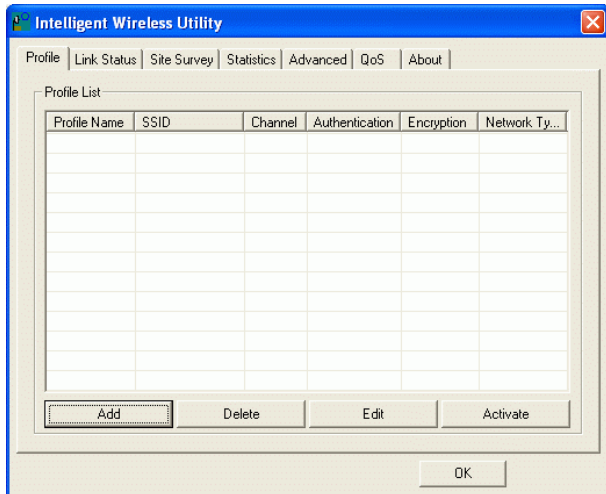 Intelligent Wireless Utility
Profile Link Status Site Survey Statistics Advanced QoS About
Profile List
Profile Name SSID Channel Authentication Encryption Network Ty...
Add Delete Edit Activate
OK